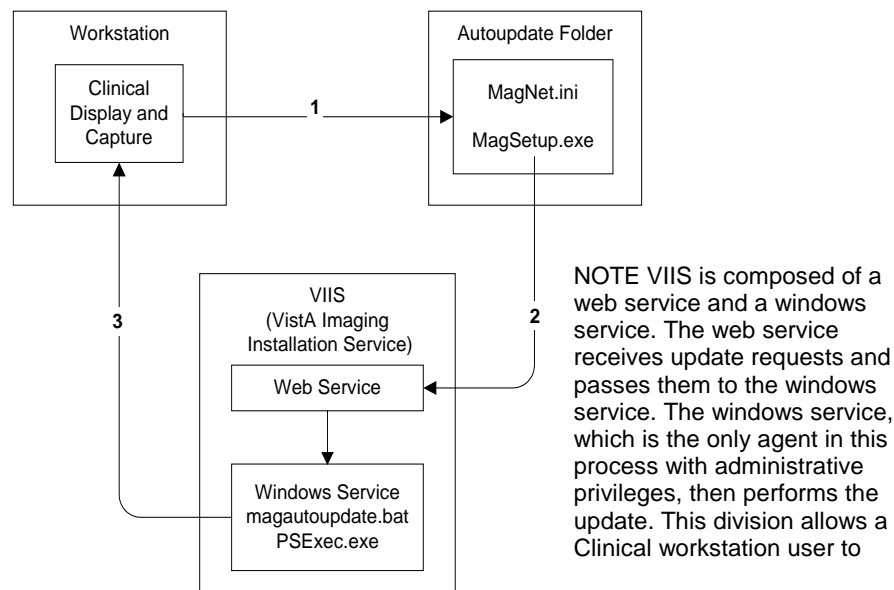 Workstation
Clinical
Display and
Capture
1
Autoupdate Folder
MagNet.ini
MagSetup.exe
2
3
VIIS
(VistA Imaging
Installation Service)
Web Service
Windows Service
magautoupdate.bat
PSExec.exe
NOTE VIIS is composed of a
web service and a windows
service. The web service
receives update requests and
passes them to the windows
service. The windows service,
which is the only agent in this
process with administrative
privileges, then performs the
update. This division allows a
Clinical workstation user to